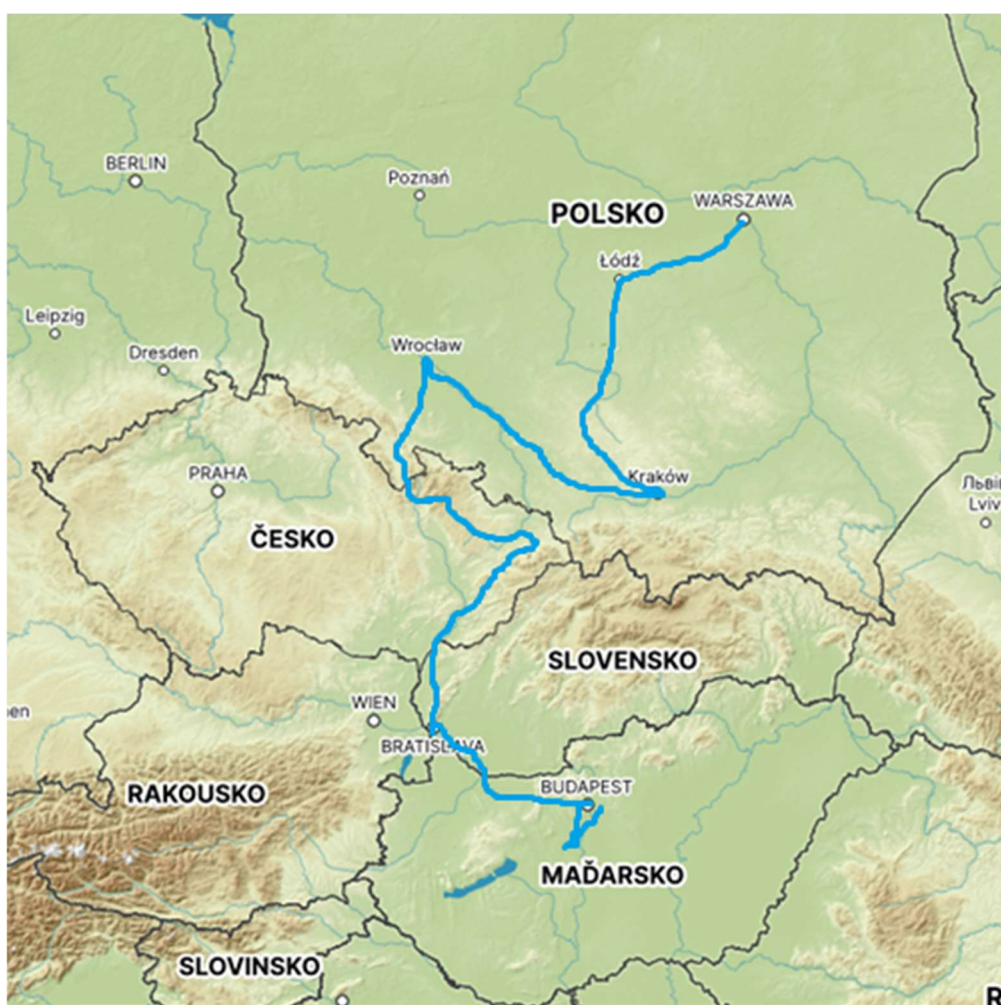 BERLIN
Poznań
WARSZAWA
POLSKO
Łódź
Leipzig
Wrocław
Dresden
PRAHA
Kraków
Львів
Lviv
ČESKO
SLOVENSKO
WIEN
BRATISLAVA
BUDAPEST
RAKOUSKO
MAĎARSKO
SLOVINSKO